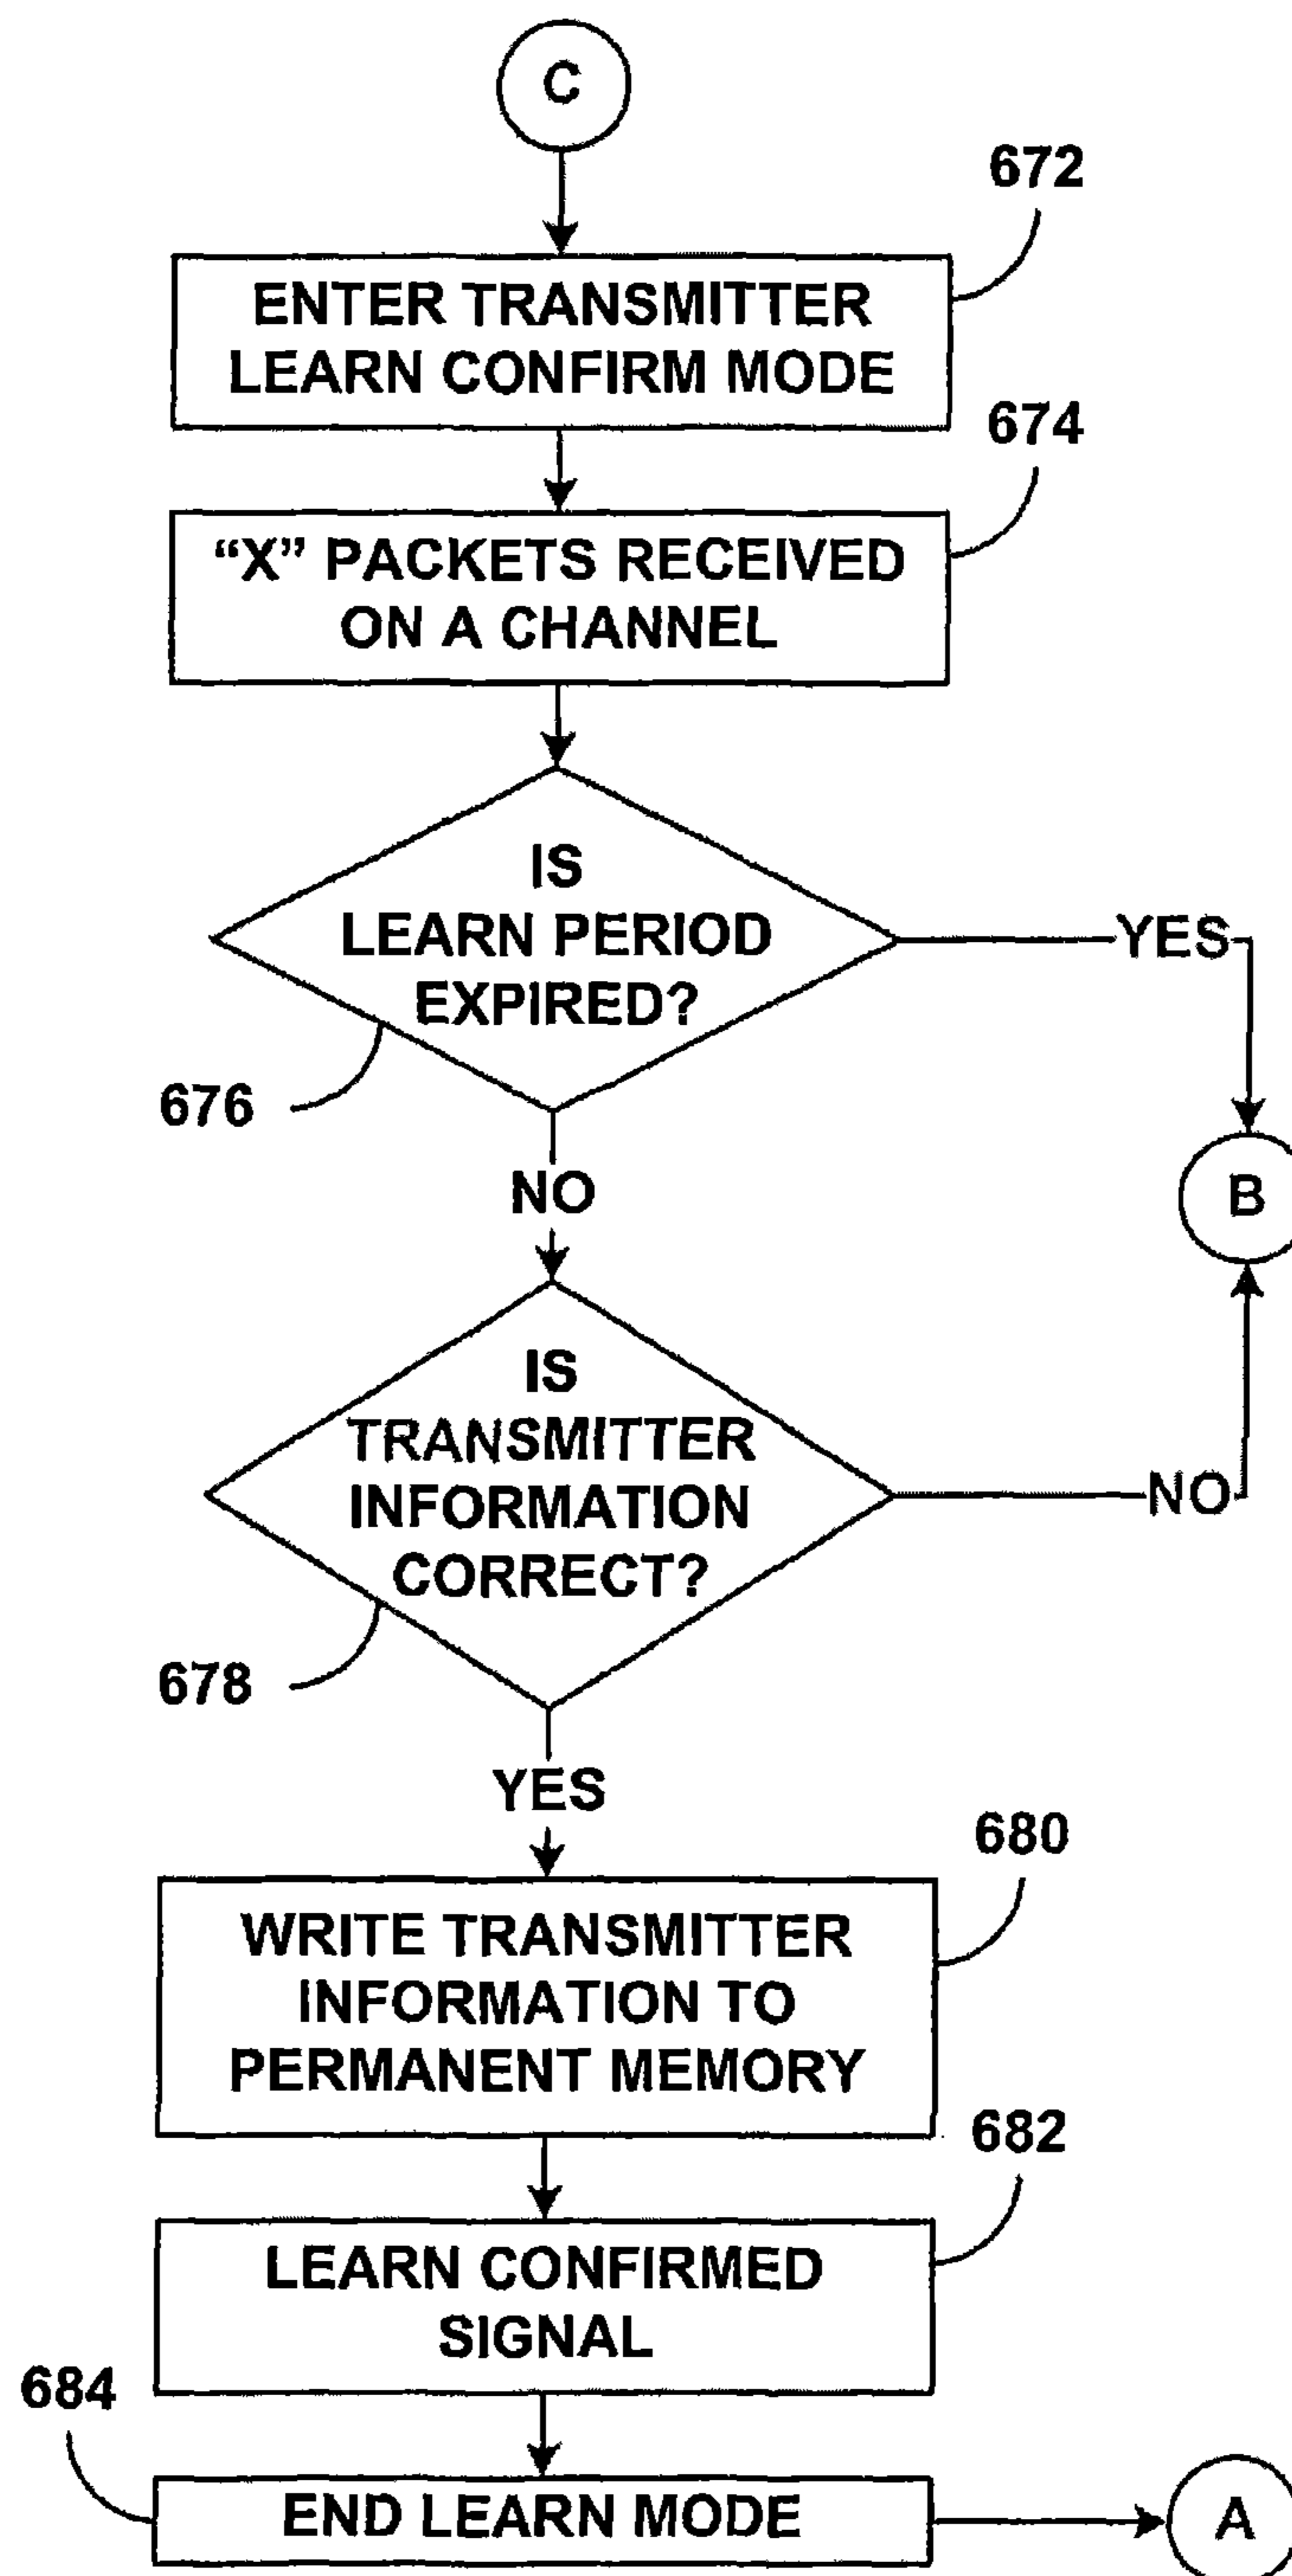 C
672
ENTER TRANSMITTER
LEARN CONFIRM MODE
674
“X” PACKETS RECEIVED
ON A CHANNEL
IS
LEARN PERIOD
EXPIRED?
YES
676
NO
B
IS
TRANSMITTER
INFORMATION
CORRECT?
NO
678
YES
680
WRITE TRANSMITTER
INFORMATION TO
PERMANENT MEMORY
682
LEARN CONFIRMED
SIGNAL
684
END LEARN MODE
A